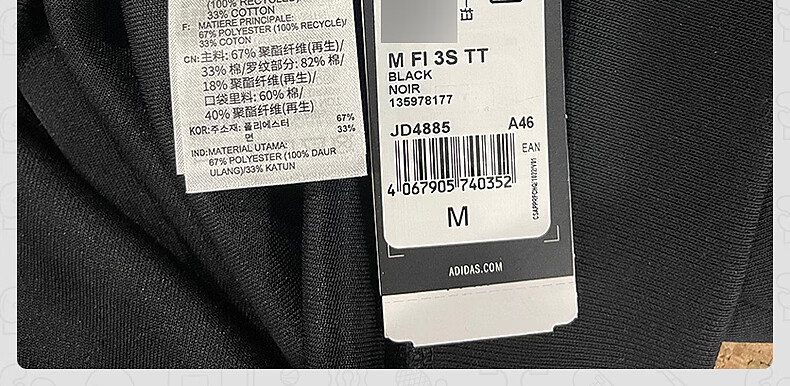 (100% RECYCLED)/
33% COTTON
F: MATIERE PRINCIPALE:
67% POLYESTER (100% RECYCLE)/
33% COTON
CN: 主料: 67% 聚酯纤维(再生)/
33% 棉/罗纹部分: 82% 棉/
18% 聚酯纤维(再生)/
口袋里料: 60% 棉/
40% 聚酯纤维(再生)
KOR: 주소재: 폴리에스터 67%
면 33%
IND: MATERIAL UTAMA:
67% POLYESTER (100% DAUR
ULANG)/33% KATUN
M FI 3S TT
BLACK
NOIR
135978177
JD4885 A46
EAN
4 067905 740352
M
ADIDAS.COM